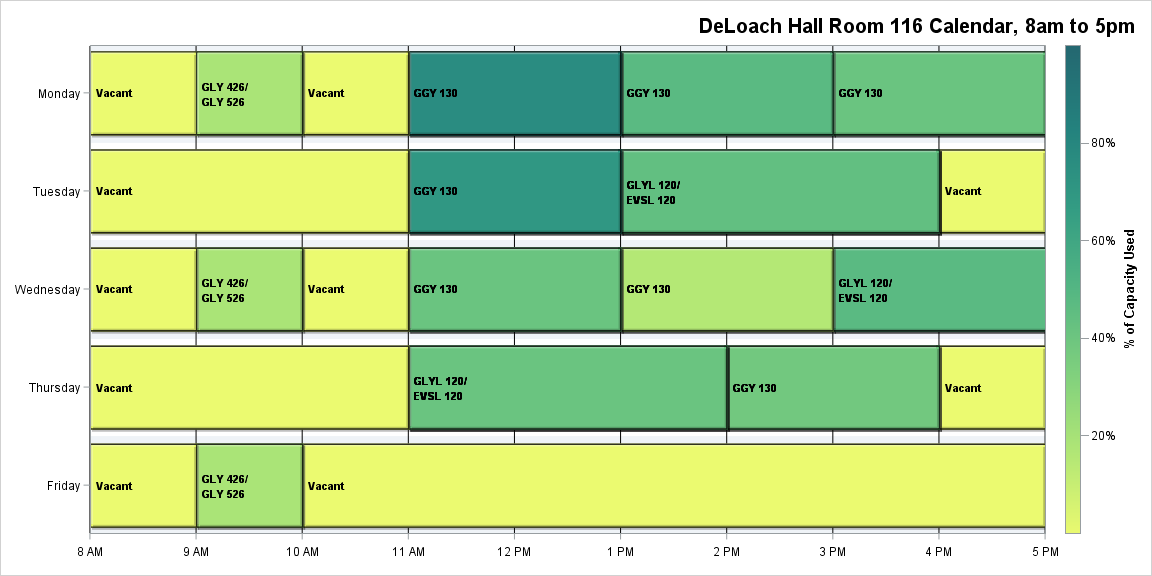 DeLoach Hall Room 116 Calendar, 8am to 5pm
Monday
Vacant
GLY 426/
GLY 526
Vacant
GGY 130
GGY 130
GGY 130
Tuesday
Vacant
GGY 130
GLYL 120/
EVSL 120
Vacant
Wednesday
Vacant
GLY 426/
GLY 526
Vacant
GGY 130
GGY 130
GLYL 120/
EVSL 120
Thursday
Vacant
GLYL 120/
EVSL 120
GGY 130
Vacant
Friday
Vacant
GLY 426/
GLY 526
Vacant
8 AM
9 AM
10 AM
11 AM
12 PM
1 PM
2 PM
3 PM
4 PM
5 PM
80%
60%
40%
20%
% of Capacity Used